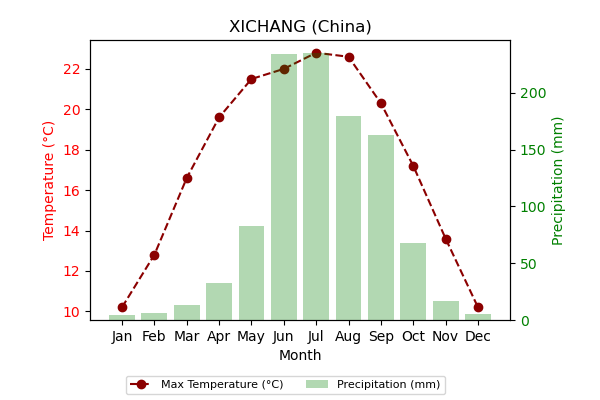 XICHANG (China)
Temperature (°C)
22
20
18
16
14
12
10
Precipitation (mm)
200
150
100
50
0
Jan Feb Mar Apr May Jun Jul Aug Sep Oct Nov Dec
Month
Max Temperature (°C) Precipitation (mm)